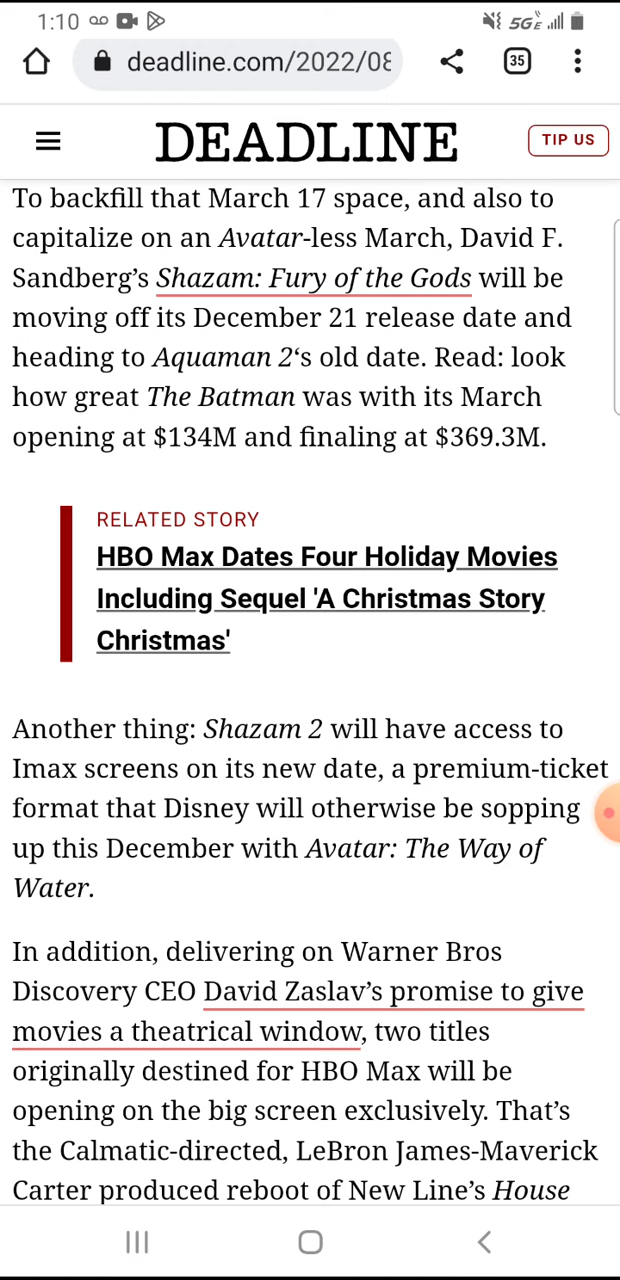 1:10
5GE
deadline.com/2022/08
35
DEADLINE
TIP US
To backfill that March 17 space, and also to
capitalize on an Avatar-less March, David F.
Sandberg’s Shazam: Fury of the Gods will be
moving off its December 21 release date and
heading to Aquaman 2‘s old date. Read: look
how great The Batman was with its March
opening at $134M and finaling at $369.3M.
RELATED STORY
HBO Max Dates Four Holiday Movies
Including Sequel 'A Christmas Story
Christmas'
Another thing: Shazam 2 will have access to
Imax screens on its new date, a premium-ticket
format that Disney will otherwise be sopping
up this December with Avatar: The Way of
Water.
In addition, delivering on Warner Bros
Discovery CEO David Zaslav’s promise to give
movies a theatrical window, two titles
originally destined for HBO Max will be
opening on the big screen exclusively. That’s
the Calmatic-directed, LeBron James-Maverick
Carter produced reboot of New Line’s House